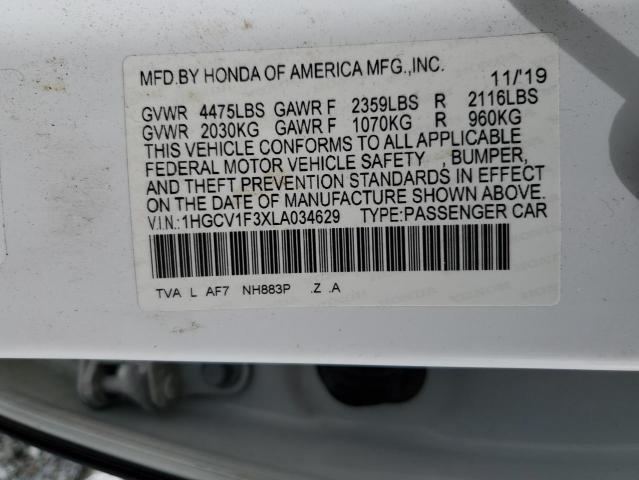 MFD.BY HONDA OF AMERICA MFG.,INC. 11/'19
GVWR 4475LBS GAWR F 2359LBS R 2116LBS
GVWR 2030KG GAWR F 1070KG R 960KG
THIS VEHICLE CONFORMS TO ALL APPLICABLE
FEDERAL MOTOR VEHICLE SAFETY , BUMPER,
AND THEFT PREVENTION STANDARDS IN EFFECT
ON THE DATE OF MANUFACTURE SHOWN ABOVE.
V.I.N.:1HGCV1F3XLA034629 TYPE:PASSENGER CAR
TVA L AF7 NH883P .Z .A